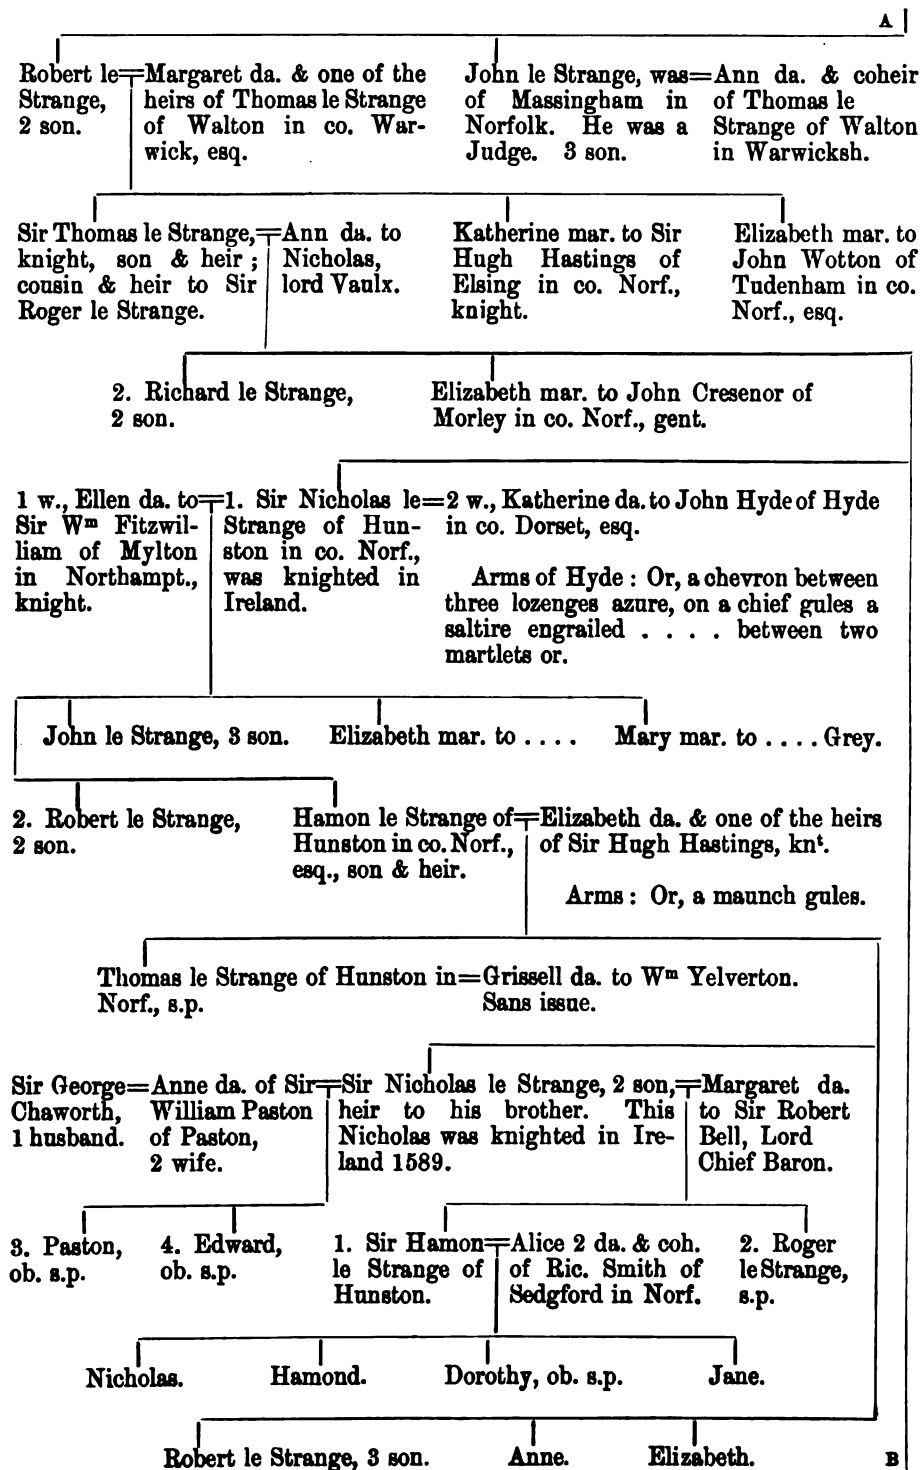 A
Robert le Strange, 2 son.
Margaret da. & one of the
heirs of Thomas le Strange
of Walton in co. War-
wick, esq.
John le Strange, was
of Massingham in
Norfolk. He was a
Judge. 3 son.
Ann da. & coheir
of Thomas le
Strange of Walton
in Warwicksh.
Sir Thomas le Strange,
knight, son & heir ;
cousin & heir to Sir
Roger le Strange.
Ann da. to
Nicholas,
lord Vaulx.
Katherine mar. to Sir
Hugh Hastings of
Elsing in co. Norf.,
knight.
Elizabeth mar. to
John Wotton of
Tudenham in co.
Norf., esq.
2. Richard le Strange,
2 son.
Elizabeth mar. to John Cresenor of
Morley in co. Norf., gent.
1 w., Ellen da. to
Sir Wm Fitzwil-
liam of Mylton
in Northampt.,
knight.
1. Sir Nicholas le
Strange of Hun-
ston in co. Norf.,
was knighted in
Ireland.
2 w., Katherine da. to John Hyde of Hyde
in co. Dorset, esq.
Arms of Hyde : Or, a chevron between
three lozenges azure, on a chief gules a
saltire engrailed . . . . between two
martlets or.
John le Strange, 3 son.
Elizabeth mar. to . . . .
Mary mar. to . . . . Grey.
2. Robert le Strange,
2 son.
Hamon le Strange of
Hunston in co. Norf.,
esq., son & heir.
Elizabeth da. & one of the heirs
of Sir Hugh Hastings, knt.
Arms : Or, a maunch gules.
Thomas le Strange of Hunston in
Norf., s.p.
Grissell da. to Wm Yelverton.
Sans issue.
Sir George
Chaworth,
1 husband.
Anne da. of Sir
William Paston
of Paston,
2 wife.
Sir Nicholas le Strange, 2 son,
heir to his brother. This
Nicholas was knighted in Ire-
land 1589.
Margaret da.
to Sir Robert
Bell, Lord
Chief Baron.
3. Paston,
ob. s.p.
4. Edward,
ob. s.p.
1. Sir Hamon
le Strange of
Hunston.
Alice 2 da. & coh.
of Ric. Smith of
Sedgford in Norf.
2. Roger
le Strange,
s.p.
Nicholas.
Hamond.
Dorothy, ob. s.p.
Jane.
Robert le Strange, 3 son.
Anne.
Elizabeth.
B